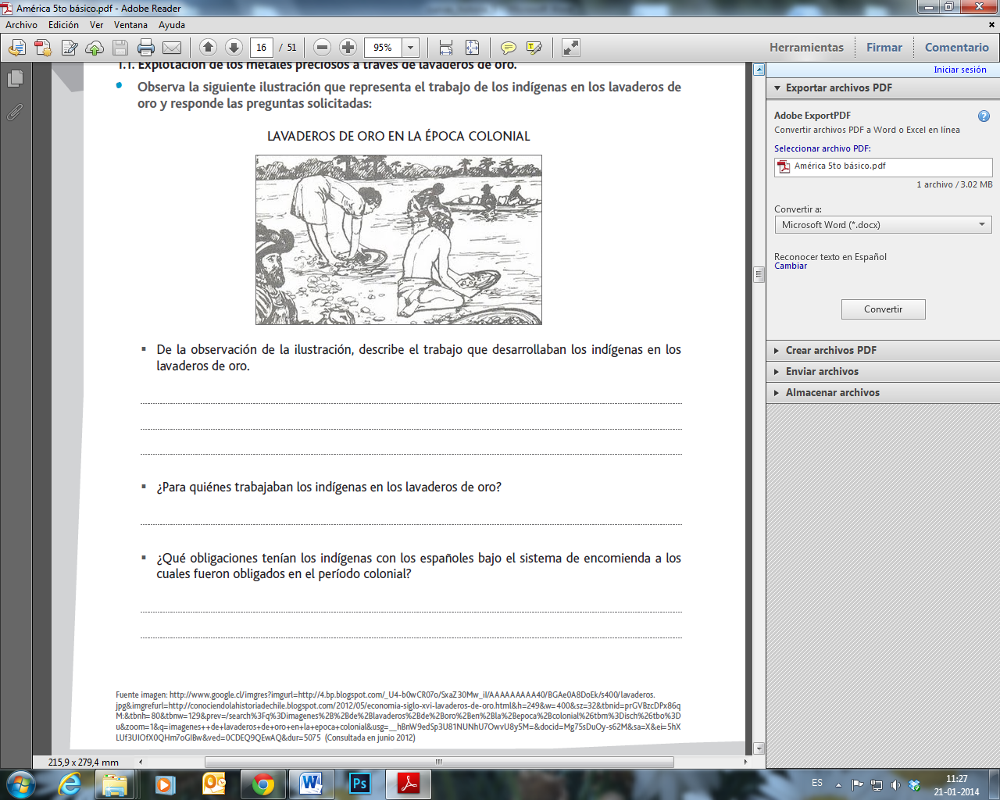 América 5to básico.pdf - Adobe Reader
Archivo Edición Ver Ventana Ayuda
16 / 51 95% Herramientas Firmar Comentario
1.1. Explotación de los metales preciosos a través de lavaderos de oro.
Observa la siguiente ilustración que representa el trabajo de los indígenas en los lavaderos de
oro y responde las preguntas solicitadas:
LAVADEROS DE ORO EN LA ÉPOCA COLONIAL
De la observación de la ilustración, describe el trabajo que desarrollaban los indígenas en los
lavaderos de oro.
¿Para quiénes trabajaban los indígenas en los lavaderos de oro?
¿Qué obligaciones tenían los indígenas con los españoles bajo el sistema de encomienda a los
cuales fueron obligados en el período colonial?
Fuente imagen: http://www.google.cl/imgres?imgurl=http://4.bp.blogspot.com/_U4-b0wCR07o/SxaZ30Mw_iI/AAAAAAAAA40/BGAe0A8DoEk/s400/lavaderos.
jpg&imgrefurl=http://conociendolahistoriadechile.blogspot.com/2012/05/economia-siglo-xvi-lavaderos-de-oro.html&h=249&w=400&sz=32&tbnid=prGVBzcDPx86q
M:&tbnh=80&tbnw=129&prev=/search%3Fq%3Dimagenes%2B%2Bde%2Blavaderos%2Bde%2Boro%2Ben%2Bla%2Bepoca%2Bcolonial%26tbm%3Disch%26tbo%3D
u&zoom=1&q=imagenes++de+lavaderos+de+oro+en+la+epoca+colonial&usg=__hBnW9edSp3U81NUNhU7OwvU8y5M=&docid=Mg75sDuOy-s62M&sa=X&ei=5hX
LUf3UIOfX0QHm7oGIBw&ved=0CDEQ9QEwAQ&dur=5075 (Consultada en junio 2012)
215,9 x 279,4 mm
Iniciar sesión
Exportar archivos PDF
Adobe ExportPDF
Convertir archivos PDF a Word o Excel en línea
Seleccionar archivo PDF:
América 5to básico.pdf
1 archivo / 3.02 MB
Convertir a:
Microsoft Word (*.docx)
Reconocer texto en Español
Cambiar
Convertir
Crear archivos PDF
Enviar archivos
Almacenar archivos
ES 11:27
21-01-2014